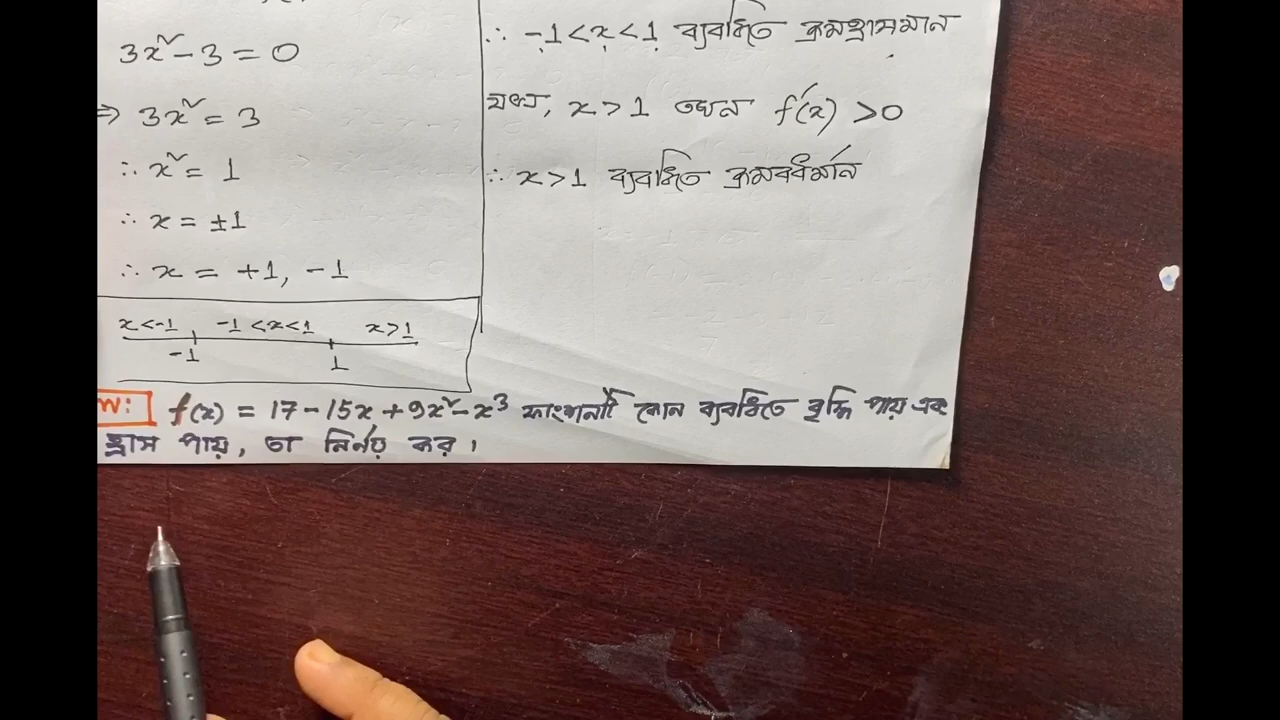 3x² - 3 = 0
⇒ 3x² = 3
∴ x² = 1
∴ x = ±1
∴ x = +1, -1
x<-1 -1<x<1 x>1
-1 1
∴ -1<x<1 ব্যবধিতে ক্রমহ্রাসমান
যখন, x>1 তখন f'(x) >0
∴ x>1 ব্যবধিতে ক্রমবর্ধমান
W: f(x) = 17-15x+9x²-x³ ফাংশনটি কোন ব্যবধিতে বৃদ্ধি পায় এবং
হ্রাস পায়, তা নির্ণয় কর।